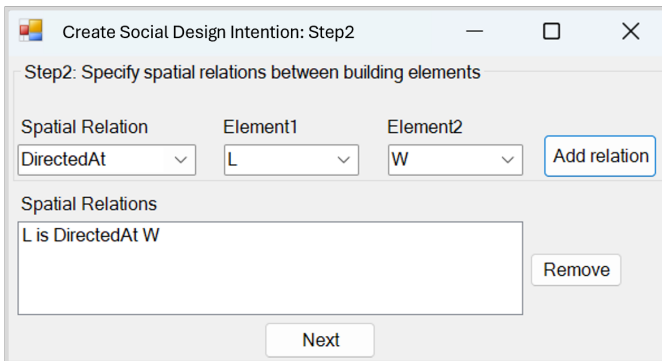 Create Social Design Intention: Step2
Step2: Specify spatial relations between building elements
Spatial Relation Element1 Element2
DirectedAt L W Add relation
Spatial Relations
L is DirectedAt W
Remove
Next